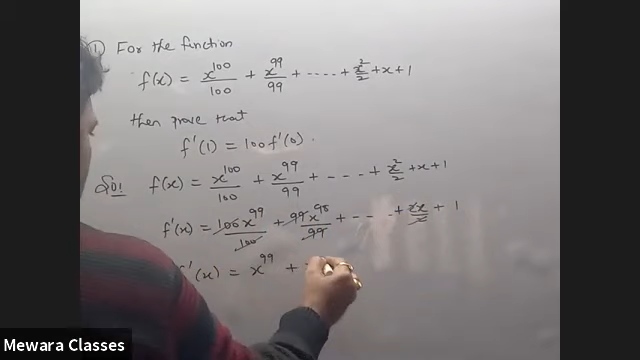 1) For the function
f(x) = x^100/100 + x^99/99 + ---- + x^2/2 + x + 1
then prove that
f'(1) = 100 f'(0).
Sol f(x) = x^100/100 + x^99/99 + --- + x^2/2 + x + 1
f'(x) = 100x^99/100 + 99x^98/99 + --- + 2x/2 + 1
f'(x) = x^99 +
Mewara Classes